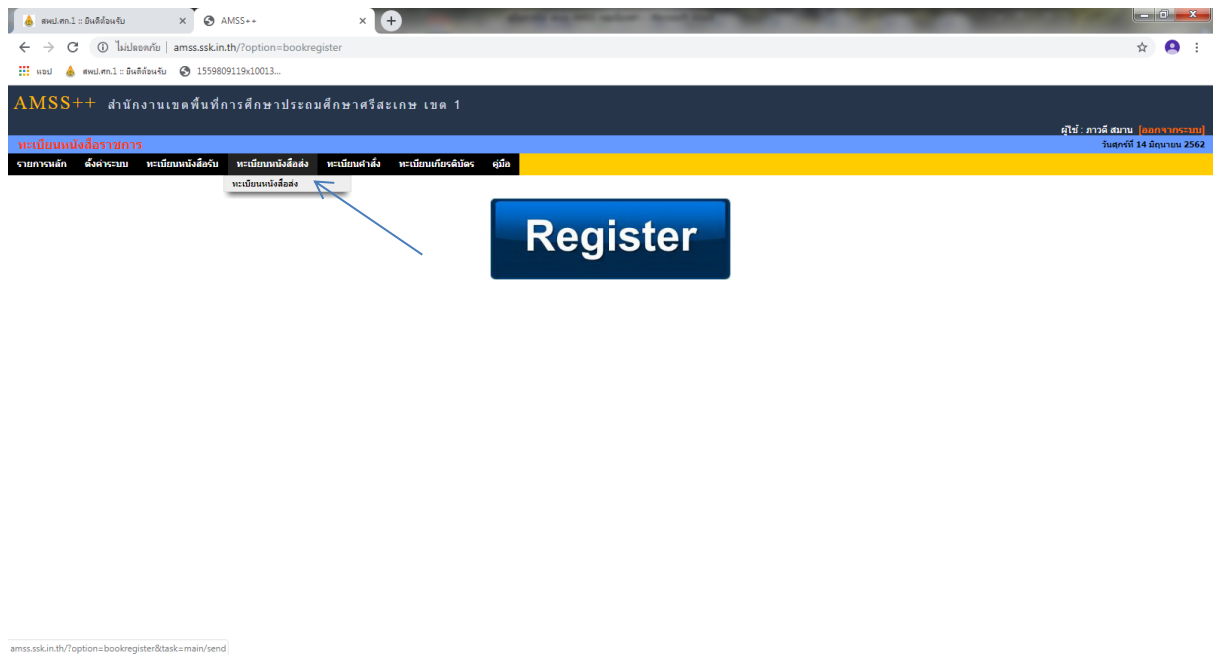 สพป.ศก.1 :: ยินดีต้อนรับ
AMSS++
ไม่ปลอดภัย | amss.ssk.in.th/?option=bookregister
แอป สพป.ศก.1 :: ยินดีต้อนรับ 1559809119x10013...
AMSS++ สำนักงานเขตพื้นที่การศึกษาประถมศึกษาศรีสะเกษ เขต 1
ผู้ใช้ : ภาวดี สมาน [ออกจากระบบ]
ทะเบียนหนังสือราชการ วันศุกร์ที่ 14 มิถุนายน 2562
รายการหลัก ตั้งค่าระบบ ทะเบียนหนังสือรับ ทะเบียนหนังสือส่ง ทะเบียนคำสั่ง ทะเบียนเกียรติบัตร คู่มือ
ทะเบียนหนังสือส่ง
Register
amss.ssk.in.th/?option=bookregister&task=main/send